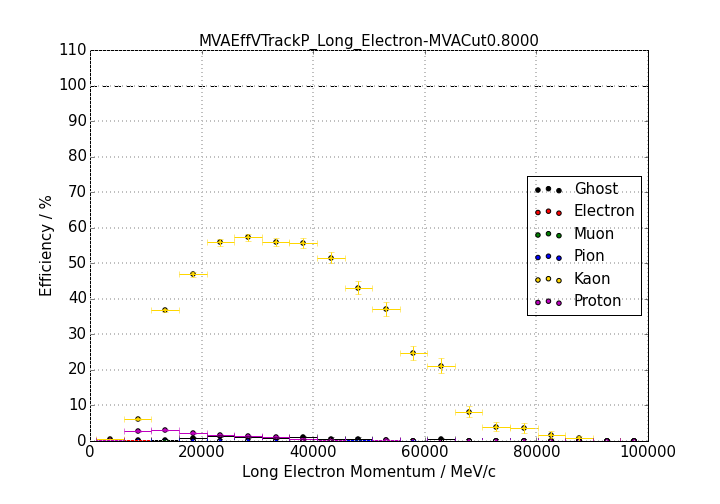 MVAEffVTrackP_Long_Electron-MVACut0.8000
110
100
90
80
70
60
50
40
30
20
10
0
Efficiency / %
Ghost
Electron
Muon
Pion
Kaon
Proton
0 20000 40000 60000 80000 100000
Long Electron Momentum / MeV/c